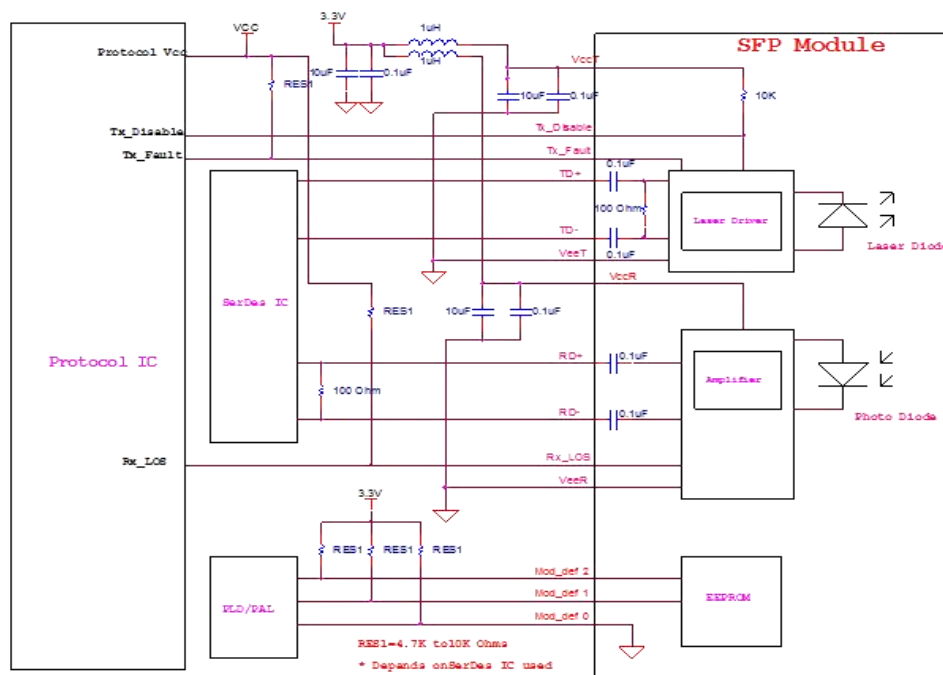 3.3V
1uH
VCC
SFP Module
Protocol Vcc
1uH
VccT
10uF
0.1uF
RES1
10uF
0.1uF
10K
Tx_Disable
Tx_Disable
Tx_Fault
Tx_Fault
0.1uF
TD+
100 Ohm
Laser Driver
TD-
Laser Diode
VeeT
0.1uF
VccR
SerDes IC
RES1
10uF
0.1uF
Protocol IC
RD+
0.1uF
Amplifier
100 Ohm
RD-
0.1uF
Photo Diode
Rx_LOS
Rx_LOS
VeeR
3.3V
RES1
RES1
RES1
Mod_def 2
PLD/PAL
Mod_def 1
EEPROM
Mod_def 0
RES1=4.7K to10K Ohms
* Depands onSerDes IC used